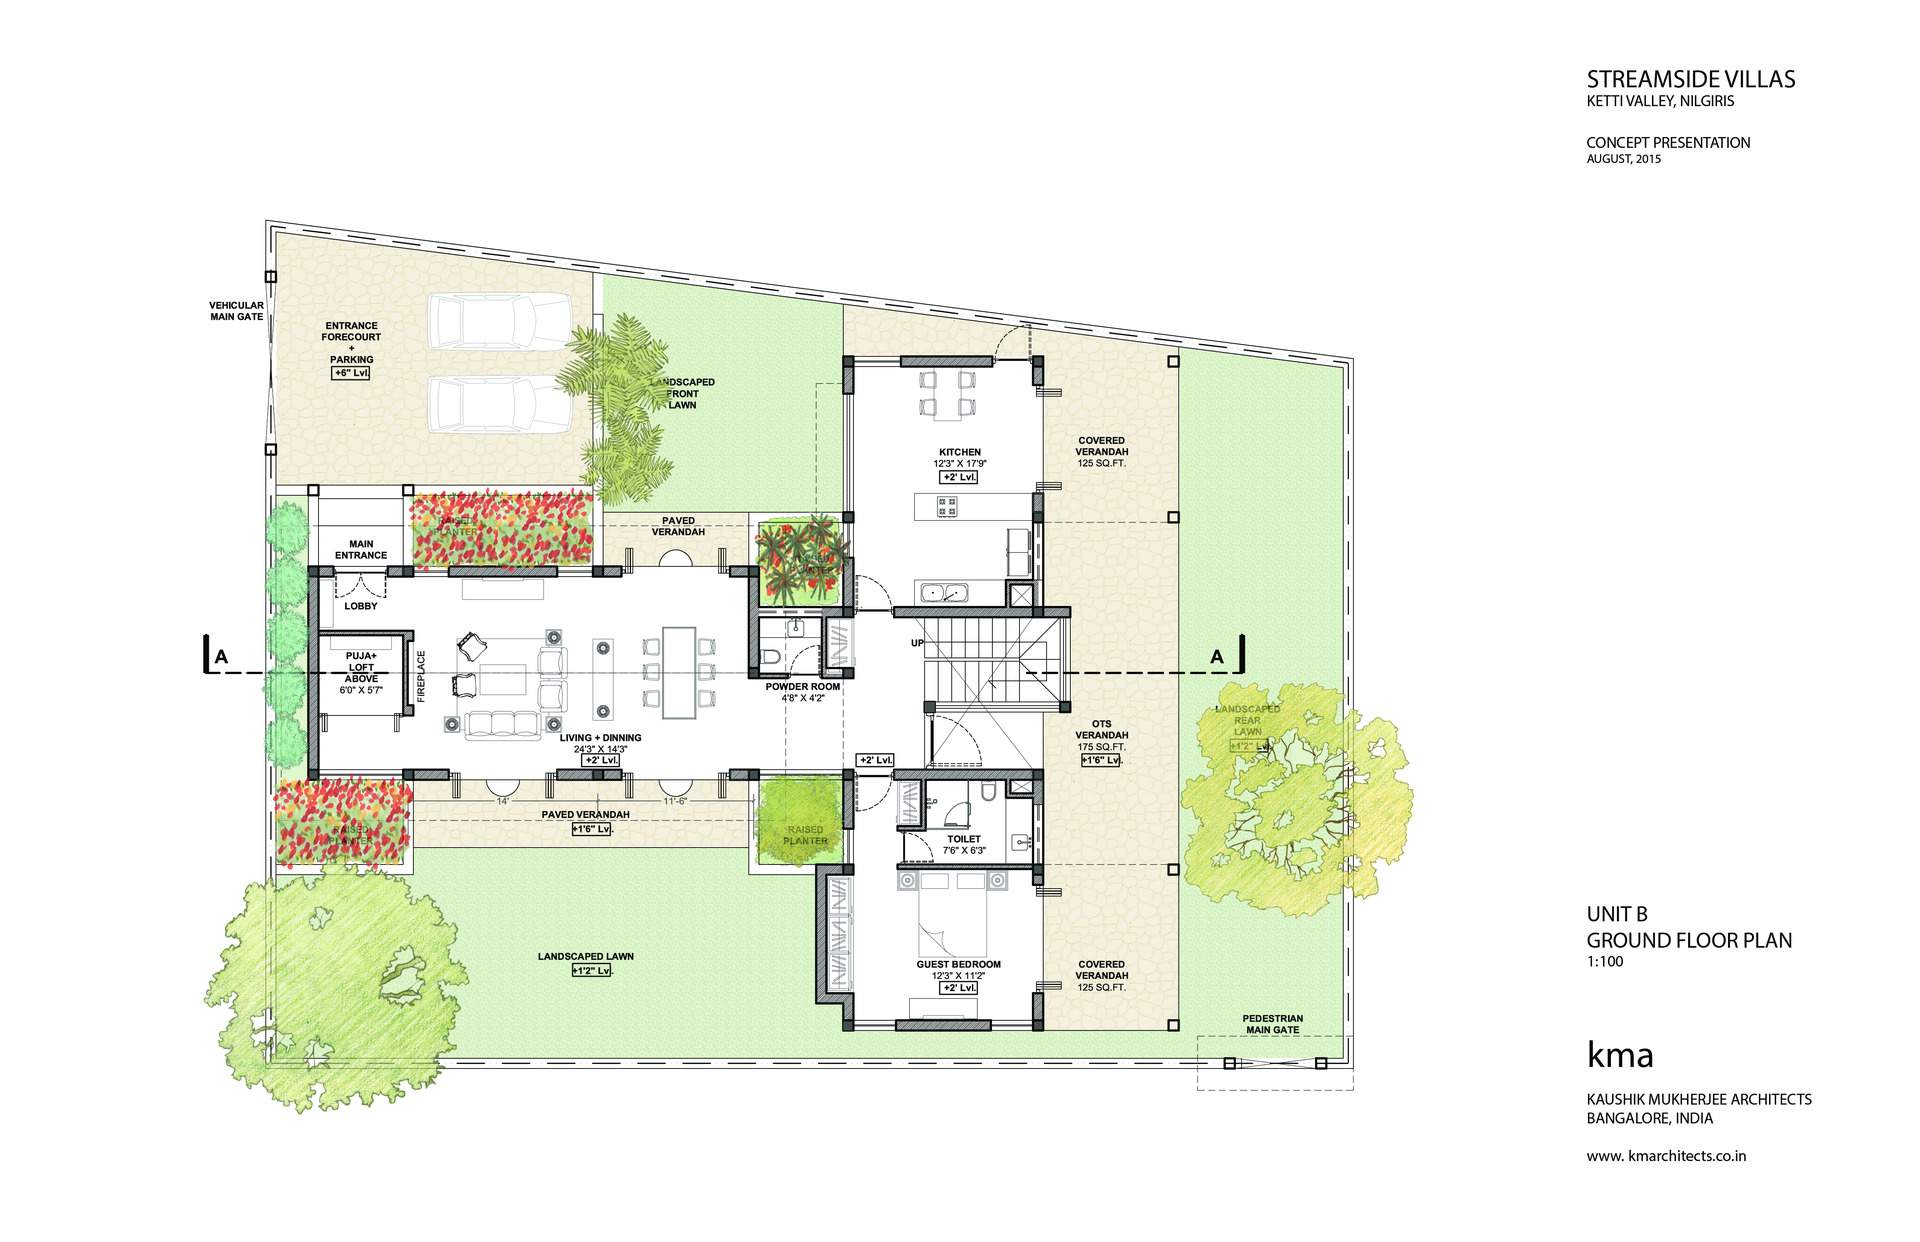 STREAMSIDE VILLAS
KETTI VALLEY, NILGIRIS
CONCEPT PRESENTATION
AUGUST, 2015
VEHICULAR
MAIN GATE
ENTRANCE
FORECOURT
+
PARKING
+6" Lvl.
LANDSCAPED
FRONT
LAWN
KITCHEN
12'3" X 17'9"
+2' Lvl.
COVERED
VERANDAH
125 SQ.FT.
RAISED
PLANTER
PAVED
VERANDAH
MAIN
ENTRANCE
LOBBY
A
PUJA+
LOFT
ABOVE
6'0" X 5'7"
FIREPLACE
POWDER ROOM
4'8" X 4'2"
UP
A
LIVING + DINNING
24'3" X 14'3"
+2' Lvl.
+2' Lvl.
OTS
VERANDAH
175 SQ.FT.
+1'6" Lvl.
LANDSCAPED
REAR
LAWN
+1'2" Lvl.
14'
11'-6"
PAVED VERANDAH
+1'6" Lvl.
RAISED
PLANTER
RAISED
PLANTER
TOILET
7'6" X 6'3"
LANDSCAPED LAWN
+1'2" Lvl.
GUEST BEDROOM
12'3" X 11'2"
+2' Lvl.
COVERED
VERANDAH
125 SQ.FT.
PEDESTRIAN
MAIN GATE
UNIT B
GROUND FLOOR PLAN
1:100
kma
KAUSHIK MUKHERJEE ARCHITECTS
BANGALORE, INDIA
www. kmarchitects.co.in